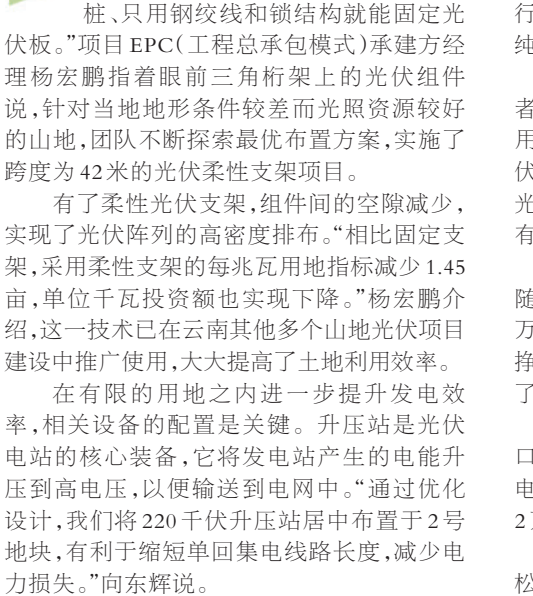 桩、只用钢绞线和锁结构就能固定光
伏板。”项目EPC(工程总承包模式)承建方经
理杨宏鹏指着眼前三角桁架上的光伏组件
说,针对当地地形条件较差而光照资源较好
的山地,团队不断探索最优布置方案,实施了
跨度为42米的光伏柔性支架项目。
有了柔性光伏支架,组件间的空隙减少,
实现了光伏阵列的高密度排布。“相比固定支
架,采用柔性支架的每兆瓦用地指标减少1.45
亩,单位千瓦投资额也实现下降。”杨宏鹏介
绍,这一技术已在云南其他多个山地光伏项目
建设中推广使用,大大提高了土地利用效率。
在有限的用地之内进一步提升发电效
率,相关设备的配置是关键。升压站是光伏
电站的核心装备,它将发电站产生的电能升
压到高电压,以便输送到电网中。“通过优化
设计,我们将220千伏升压站居中布置于2号
地块,有利于缩短单回集电线路长度,减少电
力损失。”向东辉说。
行
纯
者
用
伏
光
有
随
万
挣
了
口
电
2
松